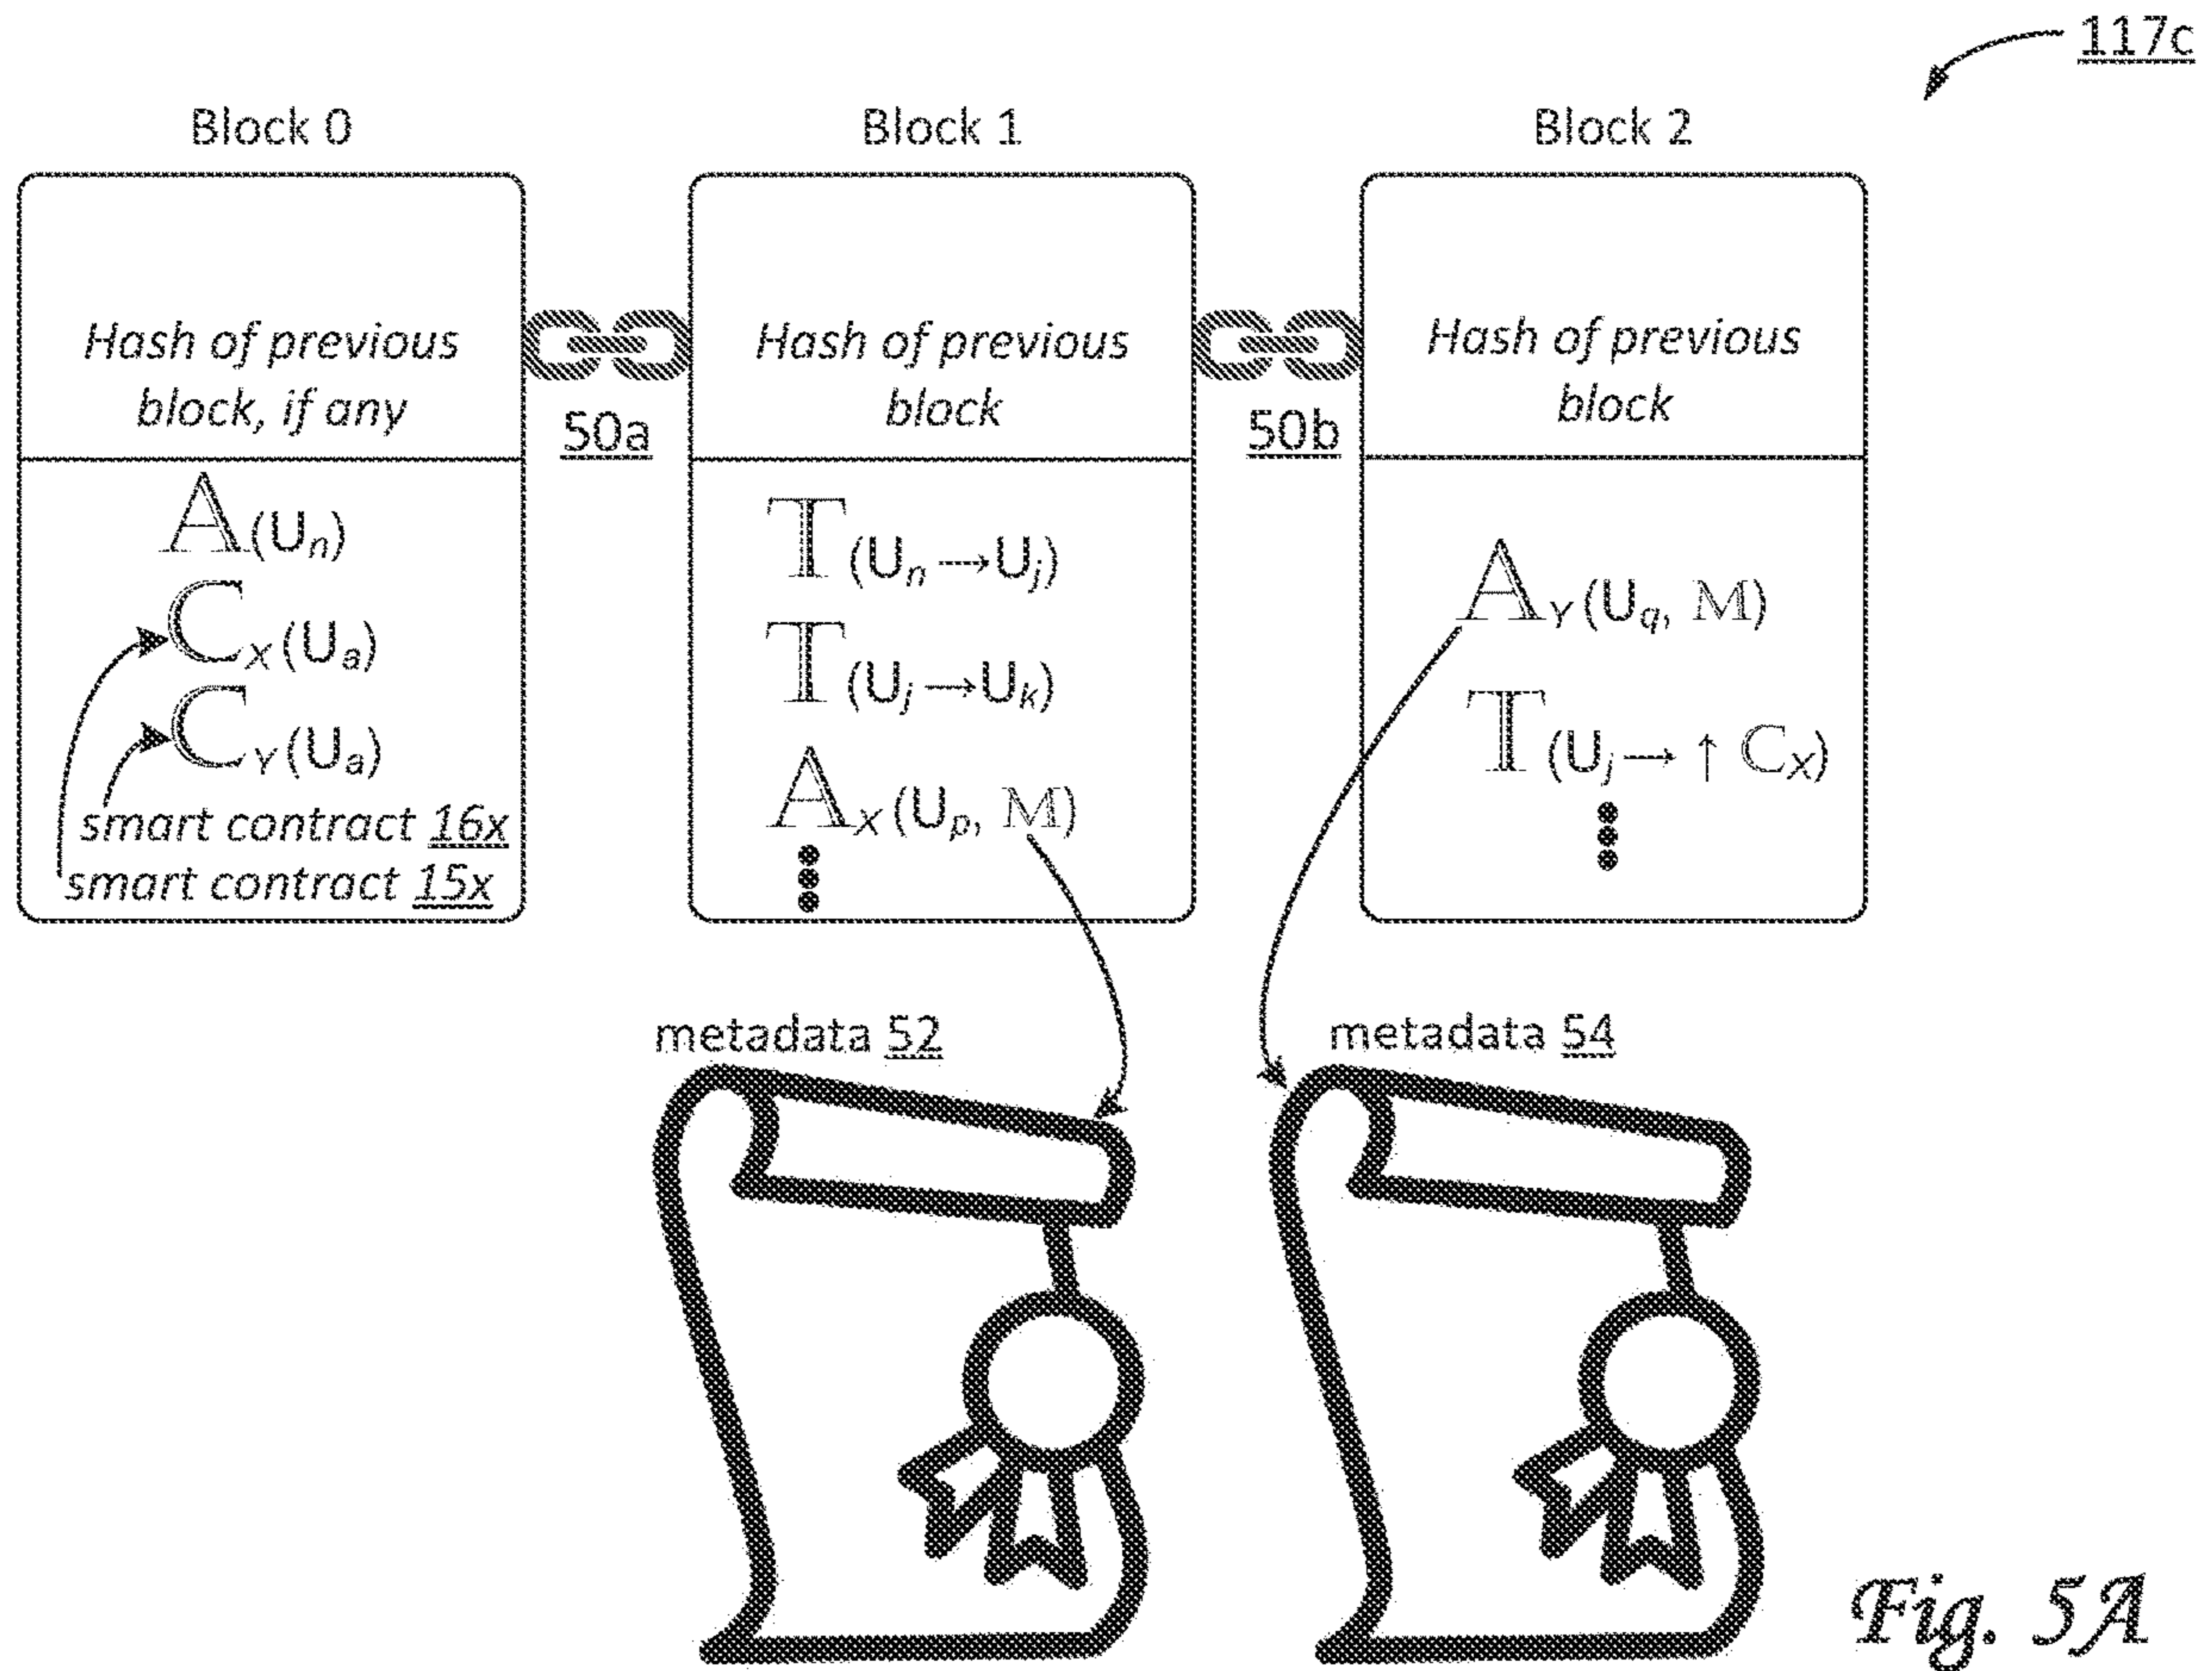 117c
Block 0
Hash of previous
block, if any
𝔸(Uₙ)
ℂX(Uₐ)
ℂY(Uₐ)
smart contract 16x
smart contract 15x
50a
Block 1
Hash of previous
block
𝕋(Uₙ→Uⱼ)
𝕋(Uⱼ→Uₖ)
𝔸X(Uₚ, 𝕄)
50b
Block 2
Hash of previous
block
𝔸Y(U_q, 𝕄)
𝕋(Uⱼ→ ↑ ℂX)
metadata 52
metadata 54
Fig. 5A